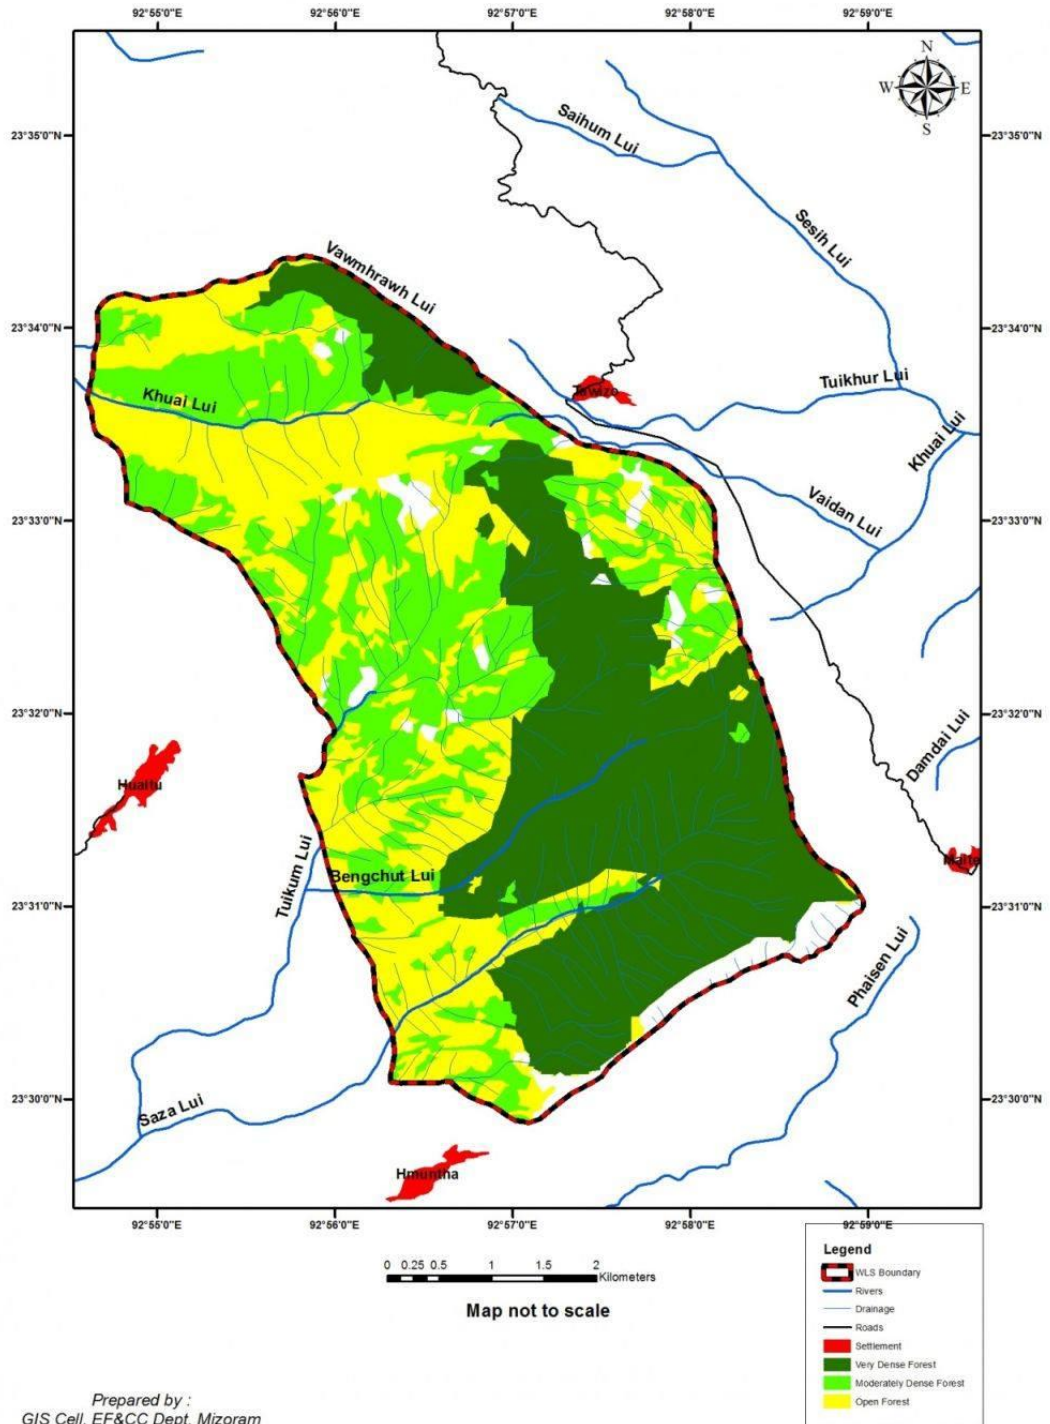 92°55'0"E 92°56'0"E 92°57'0"E 92°58'0"E 92°59'0"E
N
W E
S
Saihum Lui
23°35'0"N 23°35'0"N
Sesih Lui
Vawmhrawh Lui
23°34'0"N 23°34'0"N
Tuikhur Lui
Khuai Lui
Khuai Lui
Vaidan Lui
23°33'0"N 23°33'0"N
23°32'0"N 23°32'0"N
Damdai Lui
Tuikum Lui
Bengchut Lui
23°31'0"N 23°31'0"N
Phaisen Lui
23°30'0"N 23°30'0"N
Saza Lui
Hmuntha
92°55'0"E 92°56'0"E 92°57'0"E 92°58'0"E 92°59'0"E
0 0.25 0.5 1 1.5 2
Kilometers
Map not to scale
Legend
WLS Boundary
Rivers
Drainage
Roads
Settlement
Very Dense Forest
Moderately Dense Forest
Open Forest
Prepared by :
GIS Cell, EF&CC Dept. Mizoram